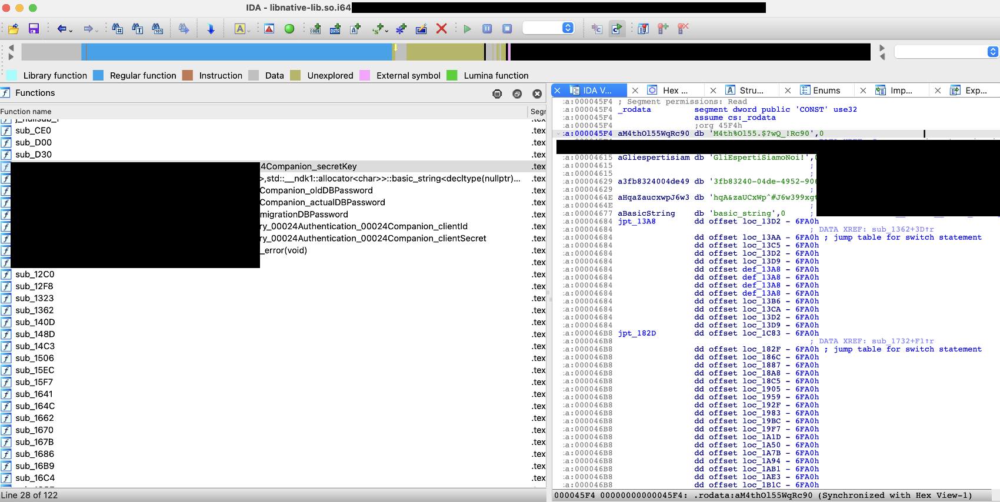 IDA - libnative-lib.so.i64
Library function Regular function Instruction Data Unexplored External symbol Lumina function
Functions
Function name Segr
sub_CE0 .tex
sub_D00 .tex
sub_D30 .tex
4Companion_secretKey .tex
>,std::__ndk1::allocator<char>>::basic_string<decltype(nullptr)... .tex
Companion_oldDBPassword .tex
Companion_actualDBPassword .tex
migrationDBPassword .tex
ry_00024Authentication_00024Companion_clientId .tex
ry_00024Authentication_00024Companion_clientSecret .tex
_error(void) .tex
.tex
sub_12C0 .tex
sub_12F8 .tex
sub_1323 .tex
sub_1362 .tex
sub_140D .tex
sub_148D .tex
sub_14C3 .tex
sub_1506 .tex
sub_15EC .tex
sub_15F7 .tex
sub_1641 .tex
sub_164C .tex
sub_1662 .tex
sub_1670 .tex
sub_167B .tex
sub_1686 .tex
sub_16B9 .tex
sub_16C4 .tex
Line 28 of 122
IDA V... Hex ... Stru... Enums Imp... Exp...
:a:000045F4 ; Segment permissions: Read
:a:000045F4 _rodata segment dword public 'CONST' use32
:a:000045F4 assume cs:_rodata
:a:000045F4 ;org 45F4h
:a:000045F4 aM4thOl55WqRc90 db 'M4th%Ol55.$?wQ_!Rc90',0
:a:00004615 aGliespertisiam db 'GliEspertiSiamoNoi!',0
:a:00004615 ;
:a:00004615 ;
:a:00004629 a3fb8324004de49 db '3fb83240-04de-4952-906
:a:00004629 ;
:a:0000464E aHqaZaucxwpJ6w3 db 'hqA&zaUCxWp^#J6w399xgt
:a:0000464E ;
:a:00004677 aBasicString db 'basic_string',0
:a:00004684 jpt_13A8 dd offset loc_13D2 - 6FA0h
:a:00004684 ; DATA XREF: sub_1362+3D↑r
:a:00004684 dd offset loc_13AA - 6FA0h ; jump table for switch statement
:a:00004684 dd offset loc_13C5 - 6FA0h
:a:00004684 dd offset loc_13D2 - 6FA0h
:a:00004684 dd offset loc_13D9 - 6FA0h
:a:00004684 dd offset def_13A8 - 6FA0h
:a:00004684 dd offset def_13A8 - 6FA0h
:a:00004684 dd offset def_13A8 - 6FA0h
:a:00004684 dd offset def_13A8 - 6FA0h
:a:00004684 dd offset loc_13B6 - 6FA0h
:a:00004684 dd offset loc_13CA - 6FA0h
:a:00004684 dd offset loc_13D2 - 6FA0h
:a:00004684 dd offset loc_13D9 - 6FA0h
:a:000046B8 jpt_182D dd offset loc_1C83 - 6FA0h
:a:000046B8 ; DATA XREF: sub_1732+F1↑r
:a:000046B8 dd offset loc_182F - 6FA0h ; jump table for switch statement
:a:000046B8 dd offset loc_186C - 6FA0h
:a:000046B8 dd offset loc_1887 - 6FA0h
:a:000046B8 dd offset loc_18A8 - 6FA0h
:a:000046B8 dd offset loc_18C5 - 6FA0h
:a:000046B8 dd offset loc_1905 - 6FA0h
:a:000046B8 dd offset loc_1959 - 6FA0h
:a:000046B8 dd offset loc_192F - 6FA0h
:a:000046B8 dd offset loc_1983 - 6FA0h
:a:000046B8 dd offset loc_19BC - 6FA0h
:a:000046B8 dd offset loc_19F7 - 6FA0h
:a:000046B8 dd offset loc_1A1D - 6FA0h
:a:000046B8 dd offset loc_1A50 - 6FA0h
:a:000046B8 dd offset loc_1A7B - 6FA0h
:a:000046B8 dd offset loc_1A94 - 6FA0h
:a:000046B8 dd offset loc_1AB1 - 6FA0h
:a:000046B8 dd offset loc_1AE3 - 6FA0h
:a:000046B8 dd offset loc_1B1C - 6FA0h
000045F4 00000000000045F4: .rodata:aM4thOl55WqRc90 (Synchronized with Hex View-1)